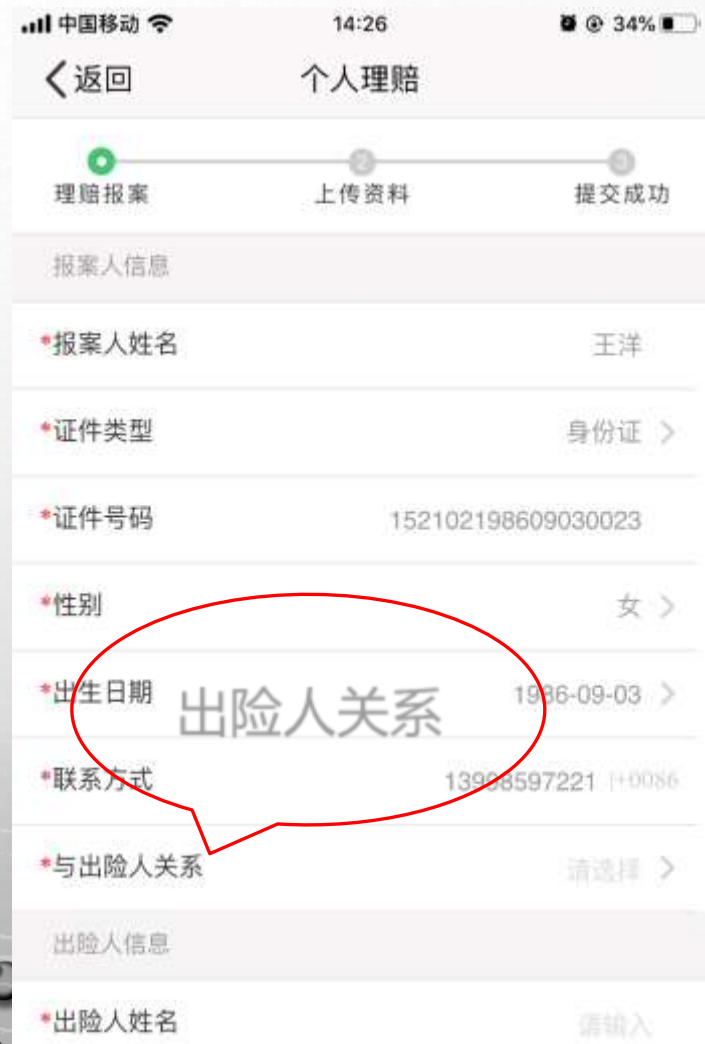 中国移动 14:26 34%
返回 个人理赔
2 3
理赔报案 上传资料 提交成功
报案人信息
*报案人姓名 王洋
*证件类型 身份证
*证件号码 152102198609030023
*性别 女
*出生日期 1986-09-03
出险人关系
*联系方式 13998597221 |+0086
*与出险人关系 请选择
出险人信息
*出险人姓名 请输入